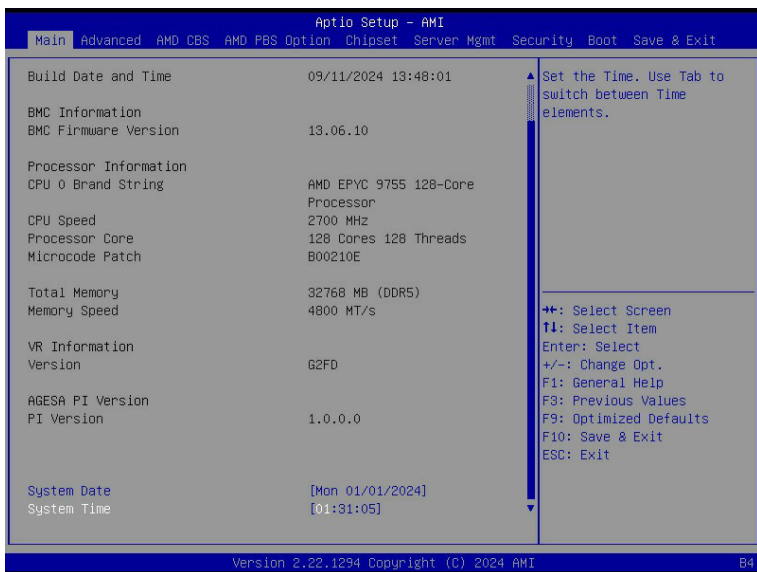 Aptio Setup - AMI
Main Advanced AMD CBS AMD PBS Option Chipset Server Mgmt Security Boot Save & Exit
Build Date and Time 09/11/2024 13:48:01
BMC Information
BMC Firmware Version 13.06.10
Processor Information
CPU 0 Brand String AMD EPYC 9755 128-Core
Processor
CPU Speed 2700 MHz
Processor Core 128 Cores 128 Threads
Microcode Patch B00210E
Total Memory 32768 MB (DDR5)
Memory Speed 4800 MT/s
VR Information
Version G2FD
AGESA PI Version
PI Version 1.0.0.0
System Date [Mon 01/01/2024]
System Time [01:31:05]
Set the Time. Use Tab to
switch between Time
elements.
→←: Select Screen
↑↓: Select Item
Enter: Select
+/-: Change Opt.
F1: General Help
F3: Previous Values
F9: Optimized Defaults
F10: Save & Exit
ESC: Exit
Version 2.22.1294 Copyright (C) 2024 AMI
B4